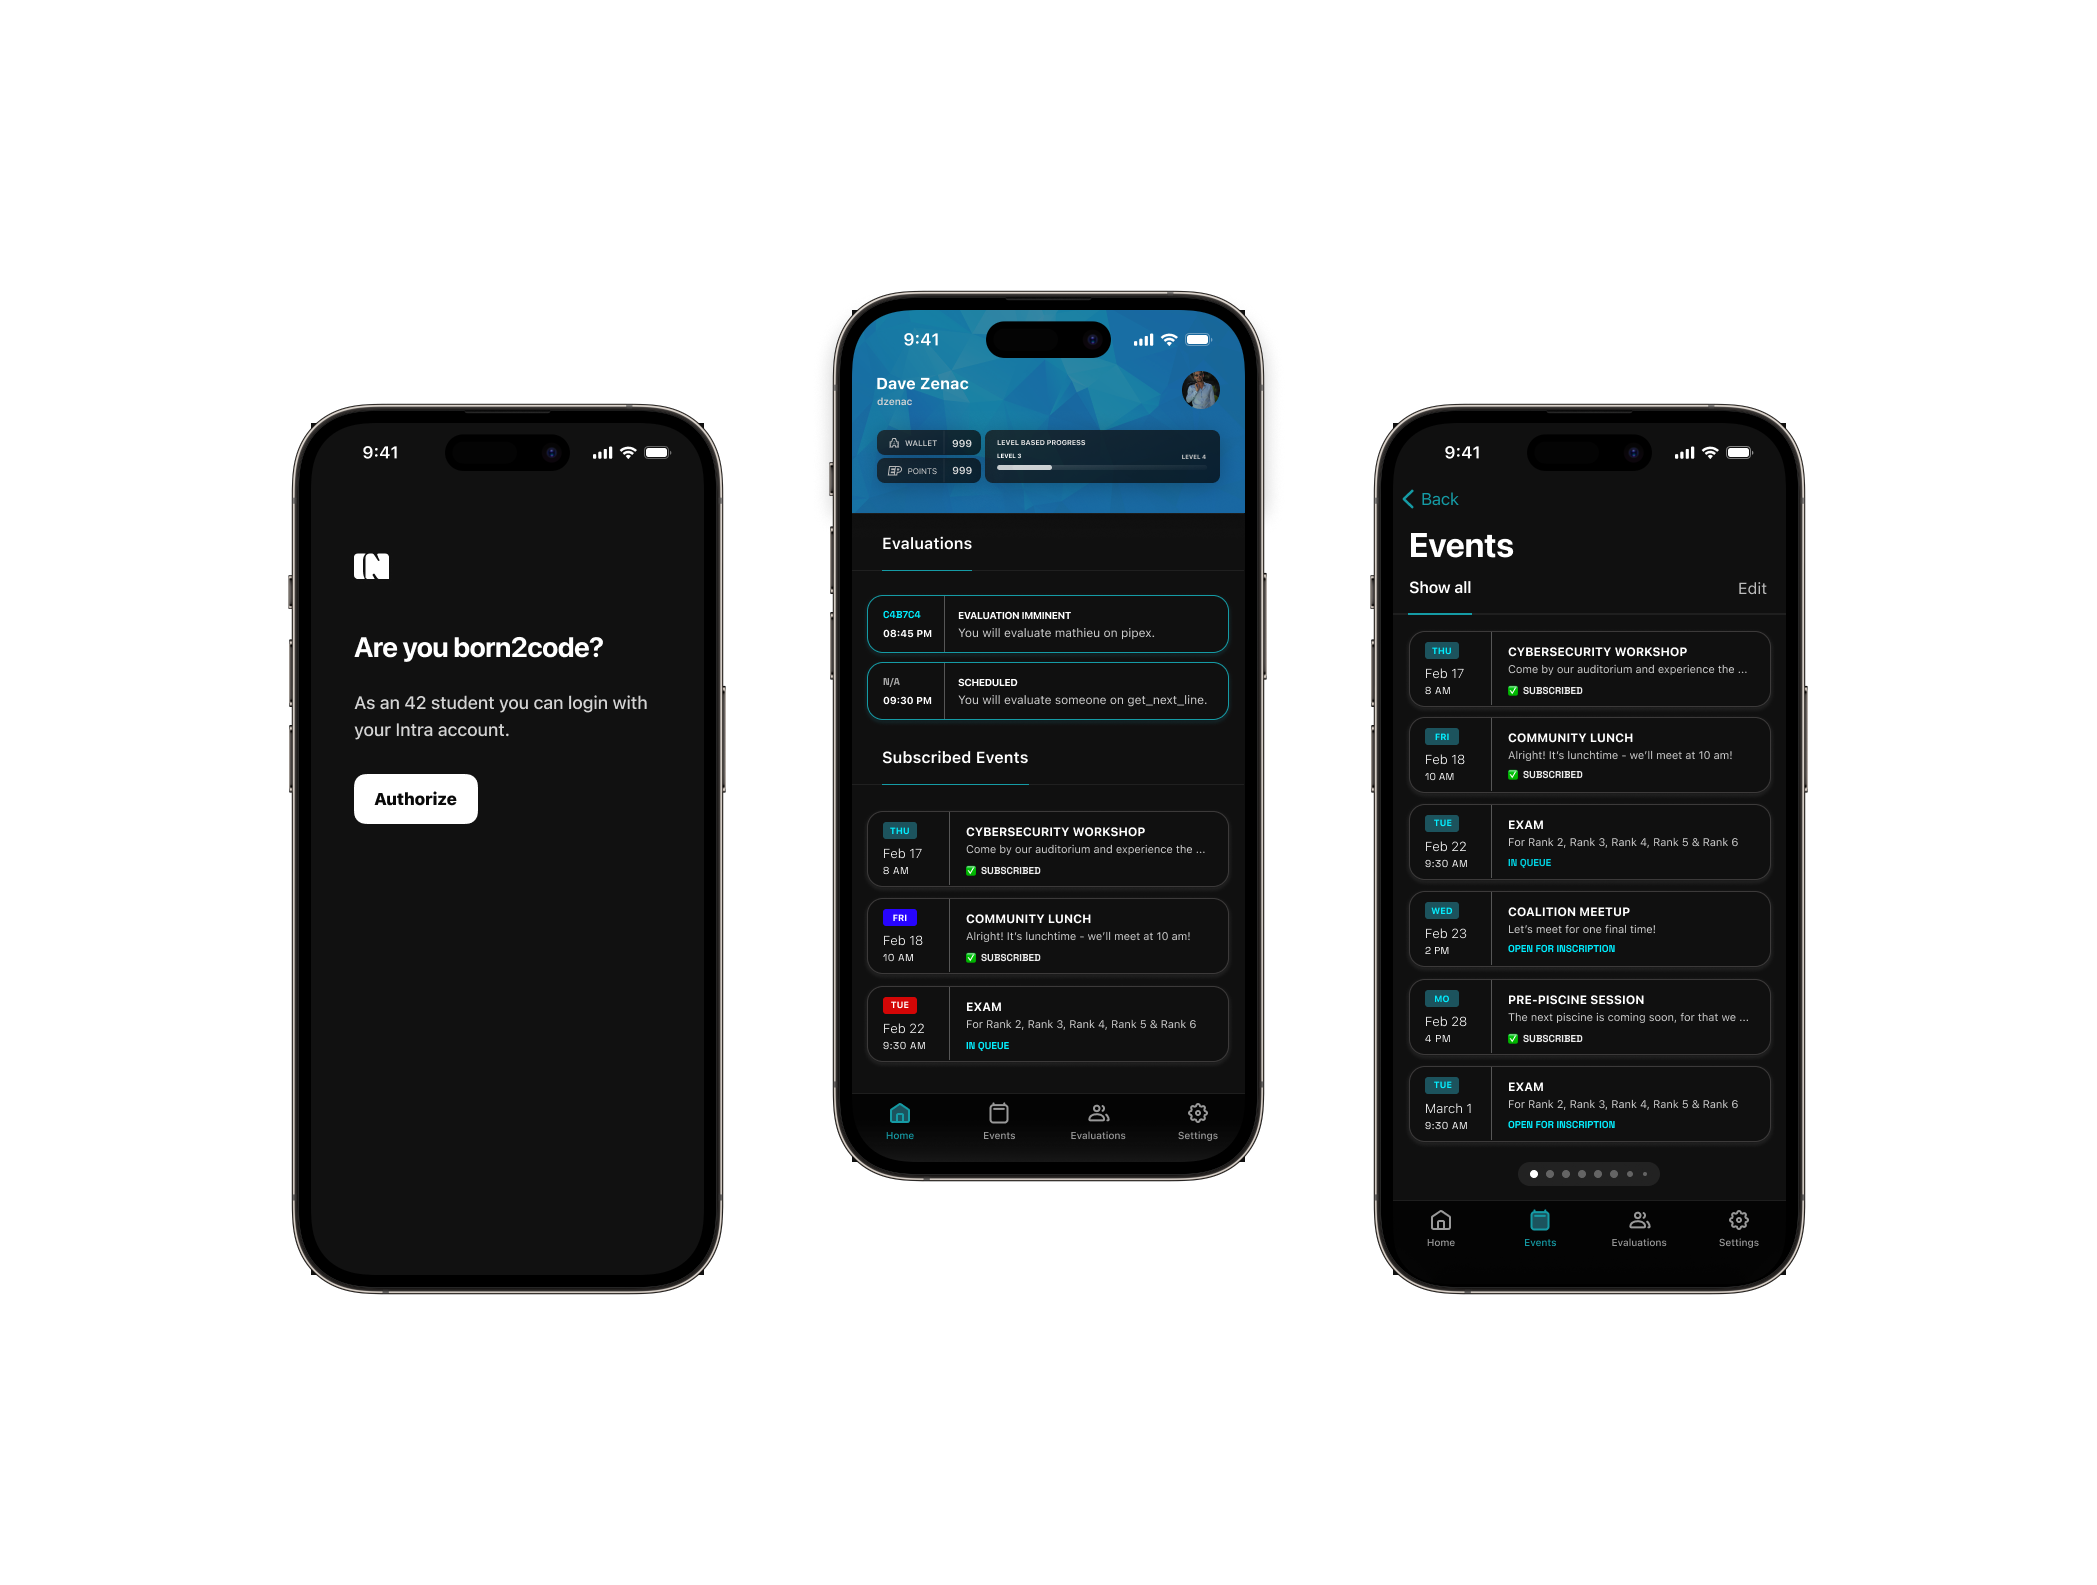 9:41
IN
Are you born2code?
As an 42 student you can login with
your Intra account.
Authorize
9:41
Dave Zenac
dzenac
WALLET 999
EP POINTS 999
LEVEL BASED PROGRESS
LEVEL 3 LEVEL 4
Evaluations
C4B7C4
08:45 PM
EVALUATION IMMINENT
You will evaluate mathieu on pipex.
N/A
09:30 PM
SCHEDULED
You will evaluate someone on get_next_line.
Subscribed Events
THU
Feb 17
8 AM
CYBERSECURITY WORKSHOP
Come by our auditorium and experience the ...
✅ SUBSCRIBED
FRI
Feb 18
10 AM
COMMUNITY LUNCH
Alright! It's lunchtime - we'll meet at 10 am!
✅ SUBSCRIBED
TUE
Feb 22
9:30 AM
EXAM
For Rank 2, Rank 3, Rank 4, Rank 5 & Rank 6
IN QUEUE
Home Events Evaluations Settings
9:41
Back
Events
Show all Edit
THU
Feb 17
8 AM
CYBERSECURITY WORKSHOP
Come by our auditorium and experience the ...
✅ SUBSCRIBED
FRI
Feb 18
10 AM
COMMUNITY LUNCH
Alright! It's lunchtime - we'll meet at 10 am!
✅ SUBSCRIBED
TUE
Feb 22
9:30 AM
EXAM
For Rank 2, Rank 3, Rank 4, Rank 5 & Rank 6
IN QUEUE
WED
Feb 23
2 PM
COALITION MEETUP
Let's meet for one final time!
OPEN FOR INSCRIPTION
MO
Feb 28
4 PM
PRE-PISCINE SESSION
The next piscine is coming soon, for that we ...
✅ SUBSCRIBED
TUE
March 1
9:30 AM
EXAM
For Rank 2, Rank 3, Rank 4, Rank 5 & Rank 6
OPEN FOR INSCRIPTION
Home Events Evaluations Settings